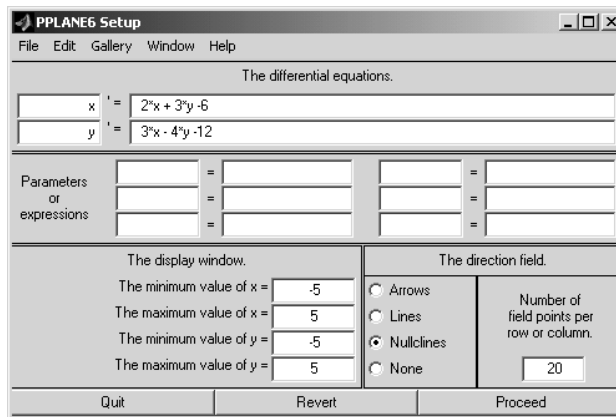 PPLANE6 Setup
File Edit Gallery Window Help
The differential equations.
x ' = 2*x + 3*y -6
y ' = 3*x - 4*y -12
Parameters
or
expressions
= =
= =
= =
The display window.
The minimum value of x = -5
The maximum value of x = 5
The minimum value of y = -5
The maximum value of y = 5
The direction field.
Arrows
Lines
Nullclines
None
Number of
field points per
row or column.
20
Quit Revert Proceed